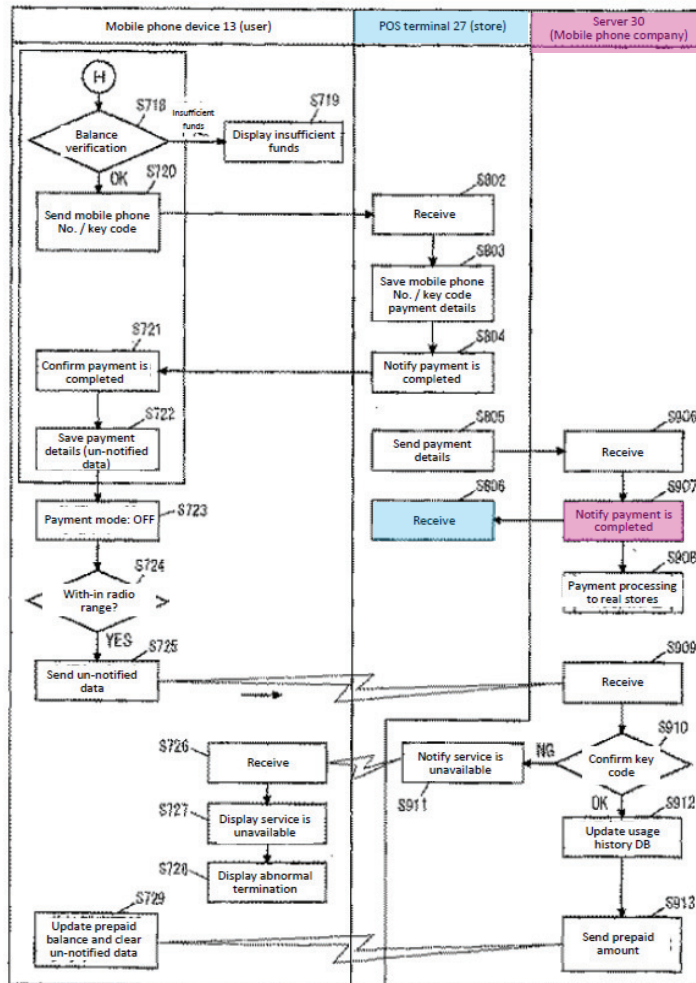 Mobile phone device 13 (user)
POS terminal 27 (store)
Server 30
(Mobile phone company)
H
S718
Balance
verification
Insufficient
funds
S719
Display insufficient
funds
OK
S720
Send mobile phone
No. / key code
S802
Receive
S803
Save mobile phone
No. / key code
payment details
S804
Notify payment is
completed
S721
Confirm payment is
completed
S722
Save payment
details (un-notified
data)
S805
Send payment
details
S906
Receive
S723
Payment mode: OFF
S806
Receive
S907
Notify payment is
completed
S908
Payment processing
to real stores
S724
With-in radio
range?
YES
S725
Send un-notified
data
S909
Receive
S910
Confirm key
code
NG
OK
S911
Notify service is
unavailable
S726
Receive
S727
Display service is
unavailable
S728
Display abnormal
termination
S912
Update usage
history DB
S913
Send prepaid
amount
S729
Update prepaid
balance and clear
un-notified data